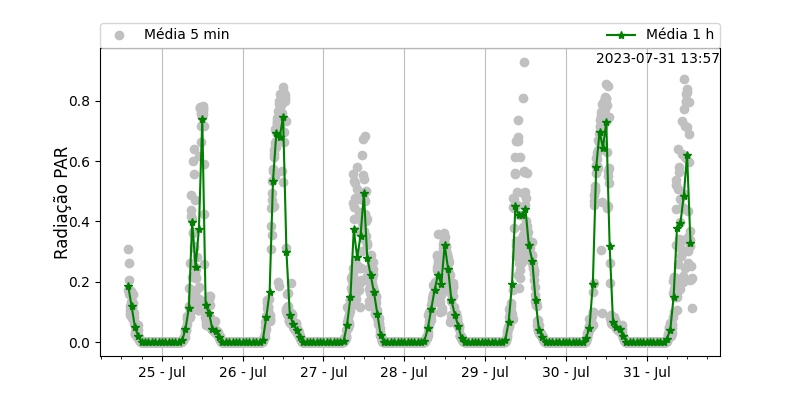 Média 5 min
Média 1 h
2023-07-31 13:57
Radiação PAR
0.8
0.6
0.4
0.2
0.0
25 - Jul
26 - Jul
27 - Jul
28 - Jul
29 - Jul
30 - Jul
31 - Jul